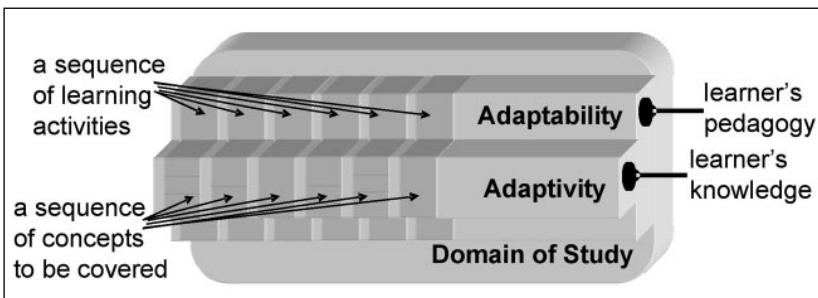 a sequence
of learning
activities
Adaptability
learner's
pedagogy
Adaptivity
learner's
knowledge
a sequence
of concepts
to be covered
Domain of Study